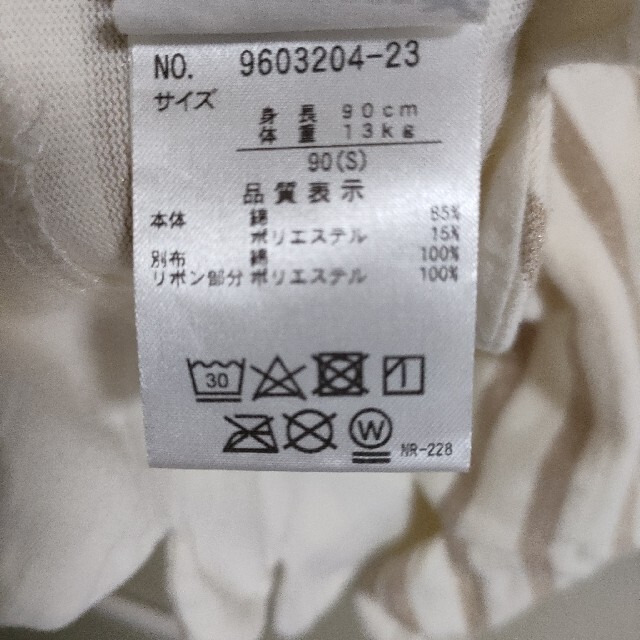 NO. 9603204-23
サイズ
身長 90cm
体重 13kg
90(S)
品質表示
本体 綿 85%
ポリエステル 15%
別布 綿 100%
リボン部分 ポリエステル 100%
30
W
NR-228